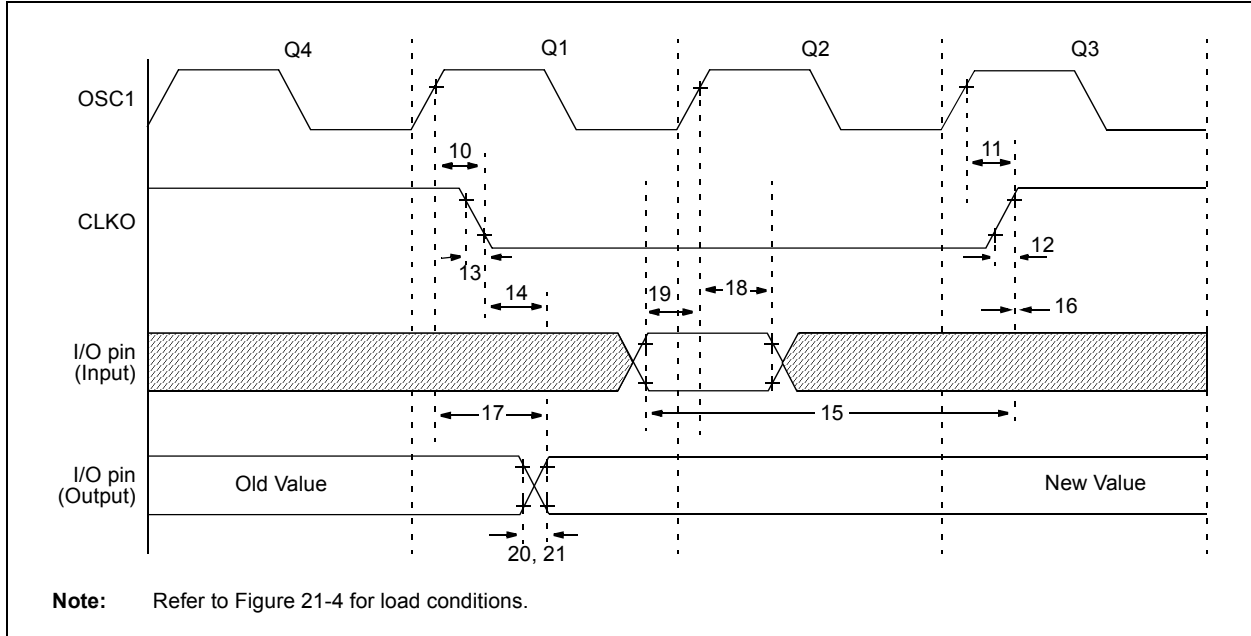 Q4
Q1
Q2
Q3
OSC1
10
11
CLKO
13
12
14
19
18
16
I/O pin
(Input)
17
15
I/O pin
(Output)
Old Value
New Value
20, 21
Note: Refer to Figure 21-4 for load conditions.